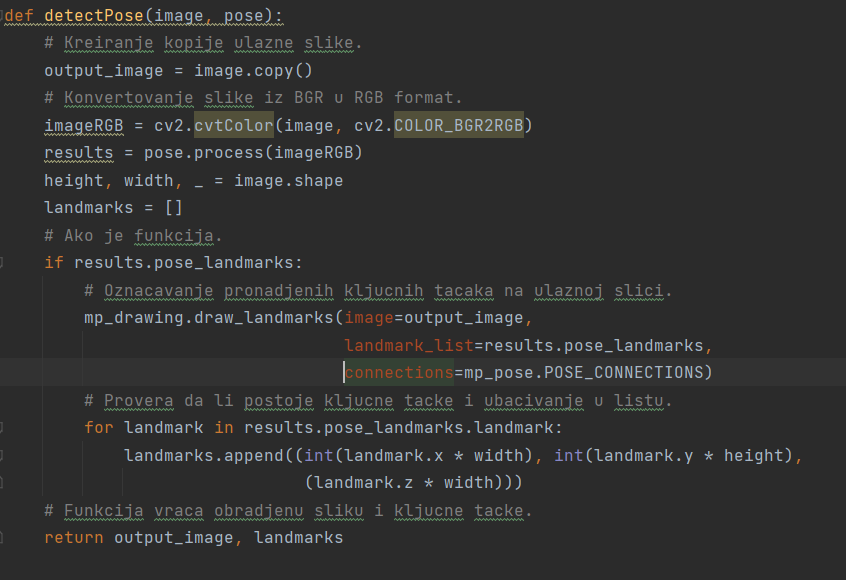 def detectPose(image, pose):
    # Kreiranje kopije ulazne slike.
    output_image = image.copy()
    # Konvertovanje slike iz BGR u RGB format.
    imageRGB = cv2.cvtColor(image, cv2.COLOR_BGR2RGB)
    results = pose.process(imageRGB)
    height, width, _ = image.shape
    landmarks = []
    # Ako je funkcija.
    if results.pose_landmarks:
        # Oznacavanje pronadjenih kljucnih tacaka na ulaznoj slici.
        mp_drawing.draw_landmarks(image=output_image,
                                  landmark_list=results.pose_landmarks,
                                  connections=mp_pose.POSE_CONNECTIONS)
        # Provera da li postoje kljucne tacke i ubacivanje u listu.
        for landmark in results.pose_landmarks.landmark:
            landmarks.append((int(landmark.x * width), int(landmark.y * height),
                              (landmark.z * width)))
    # Funkcija vraca obradjenu sliku i kljucne tacke.
    return output_image, landmarks